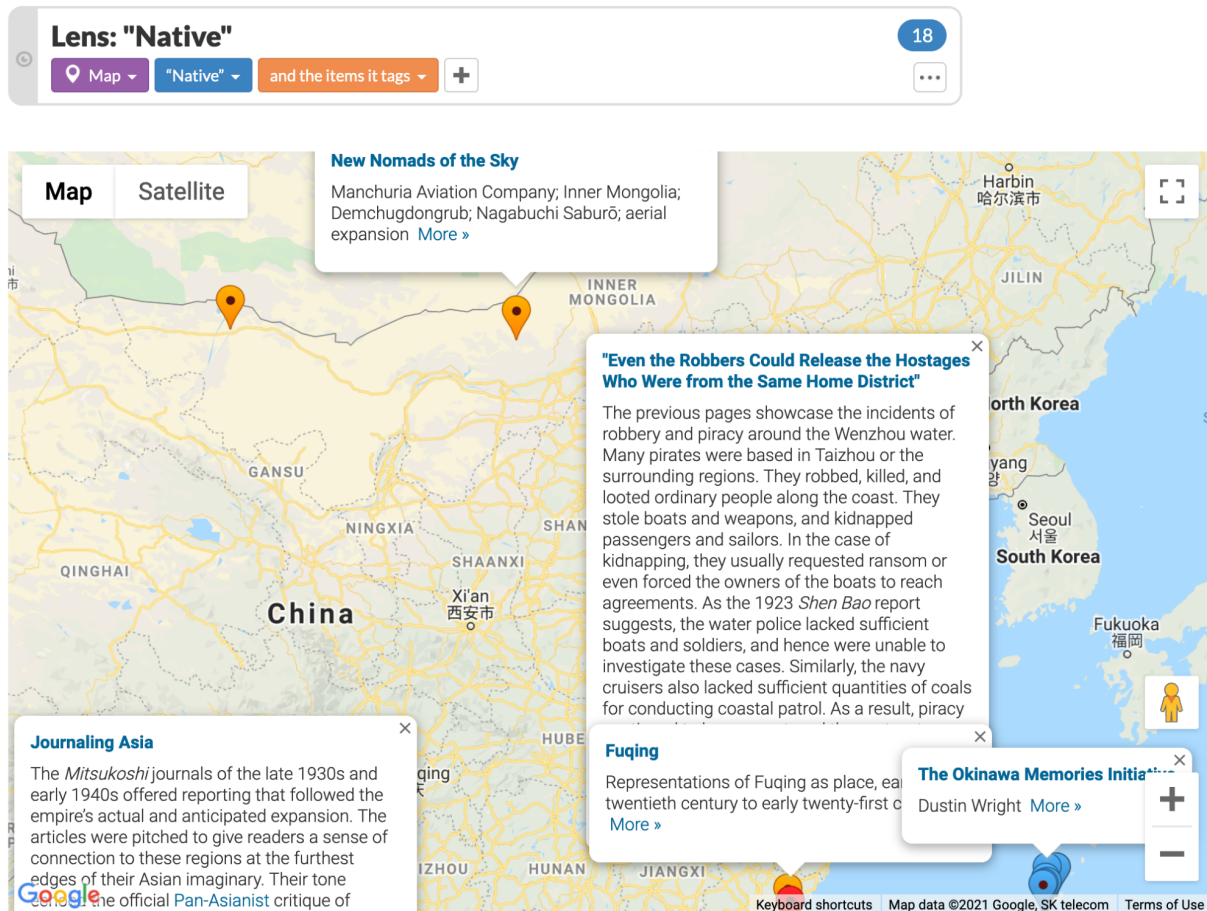 Lens: "Native"
18
Map
“Native”
and the items it tags
New Nomads of the Sky
Manchuria Aviation Company; Inner Mongolia;
Demchugdongrub; Nagabuchi Saburō; aerial
expansion More »
Map
Satellite
Harbin
哈尔滨市
市
INNER
MONGOLIA
JILIN
"Even the Robbers Could Release the Hostages
Who Were from the Same Home District"
The previous pages showcase the incidents of
robbery and piracy around the Wenzhou water.
Many pirates were based in Taizhou or the
surrounding regions. They robbed, killed, and
looted ordinary people along the coast. They
stole boats and weapons, and kidnapped
passengers and sailors. In the case of
kidnapping, they usually requested ransom or
even forced the owners of the boats to reach
agreements. As the 1923 Shen Bao report
suggests, the water police lacked sufficient
boats and soldiers, and hence were unable to
investigate these cases. Similarly, the navy
cruisers also lacked sufficient quantities of coals
for conducting coastal patrol. As a result, piracy
orth Korea
yang
양
GANSU
NINGXIA
SHAN
Seoul
서울
South Korea
QINGHAI
SHAANXI
Xi'an
西安市
China
Fukuoka
福岡
Journaling Asia
The Mitsukoshi journals of the late 1930s and
early 1940s offered reporting that followed the
empire's actual and anticipated expansion. The
articles were pitched to give readers a sense of
connection to these regions at the furthest
edges of their Asian imaginary. Their tone
the official Pan-Asianist critique of
HUBE
qing
Fuqing
Representations of Fuqing as place, ea
twentieth century to early twenty-first c
More »
The Okinawa Memories Initiative
Dustin Wright More »
IZHOU
HUNAN
JIANGXI
Google
Keyboard shortcuts
Map data ©2021 Google, SK telecom
Terms of Use